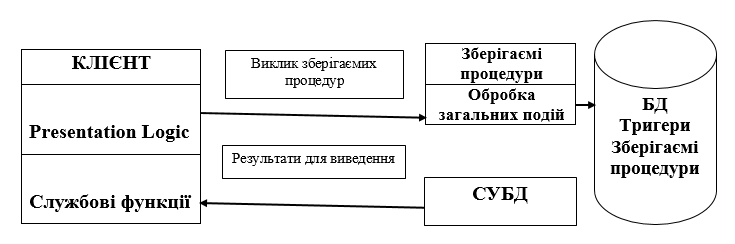 КЛІЄНТ
Presentation Logic
Службові функції
Виклик зберігаємих
процедур
Результати для виведення
Зберігаємі
процедури
Обробка
загальних подій
СУБД
БД
Тригери
Зберігаємі
процедури